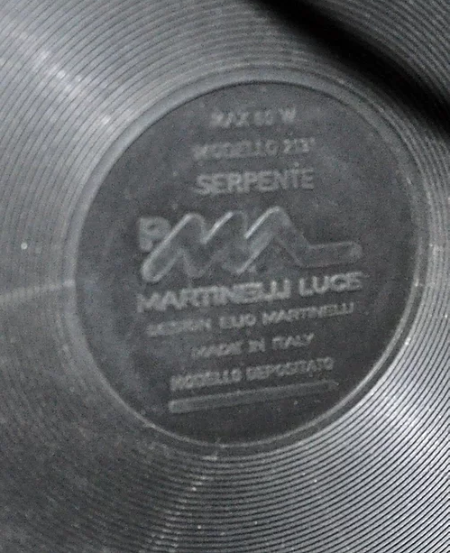 MAX 60 W
MODELLO 2131
SERPENTE
MARTINELLI LUCE
DESIGN ELIO MARTINELLI
MADE IN ITALY
MODELLO DEPOSITATO